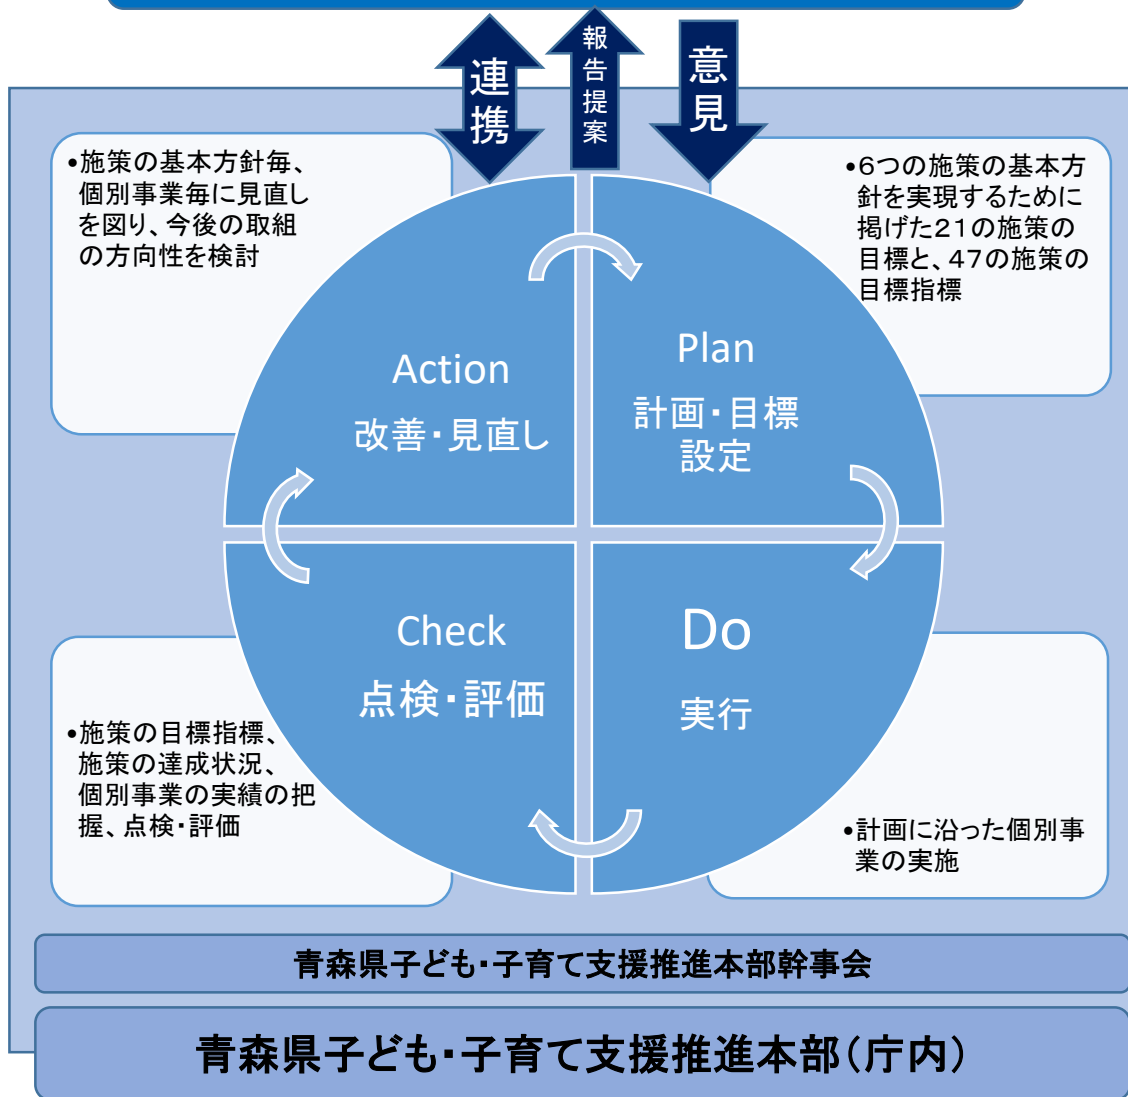 連携
報告提案
意見
•施策の基本方針毎、
個別事業毎に見直し
を図り、今後の取組
の方向性を検討
•6つの施策の基本方
針を実現するために
掲げた21の施策の
目標と、47の施策の
目標指標
Action
改善・見直し
Plan
計画・目標
設定
Check
点検・評価
Do
実行
•施策の目標指標、
施策の達成状況、
個別事業の実績の把
握、点検・評価
•計画に沿った個別事
業の実施
青森県子ども・子育て支援推進本部幹事会
青森県子ども・子育て支援推進本部(庁内)